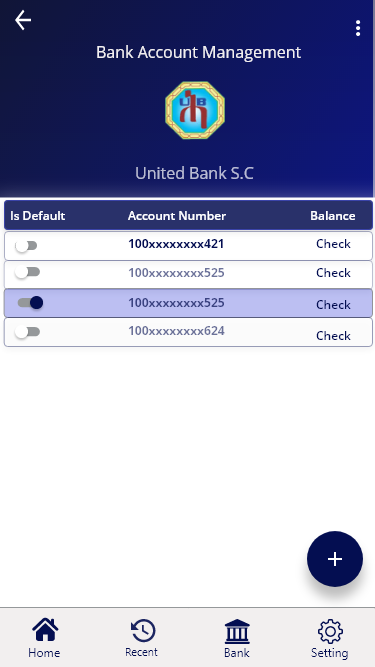 Bank Account Management
UB
United Bank S.C
Is Default Account Number Balance
100xxxxxxxx421 Check
100xxxxxxxx525 Check
100xxxxxxxx525 Check
100xxxxxxxx624 Check
+
Home Recent Bank Setting